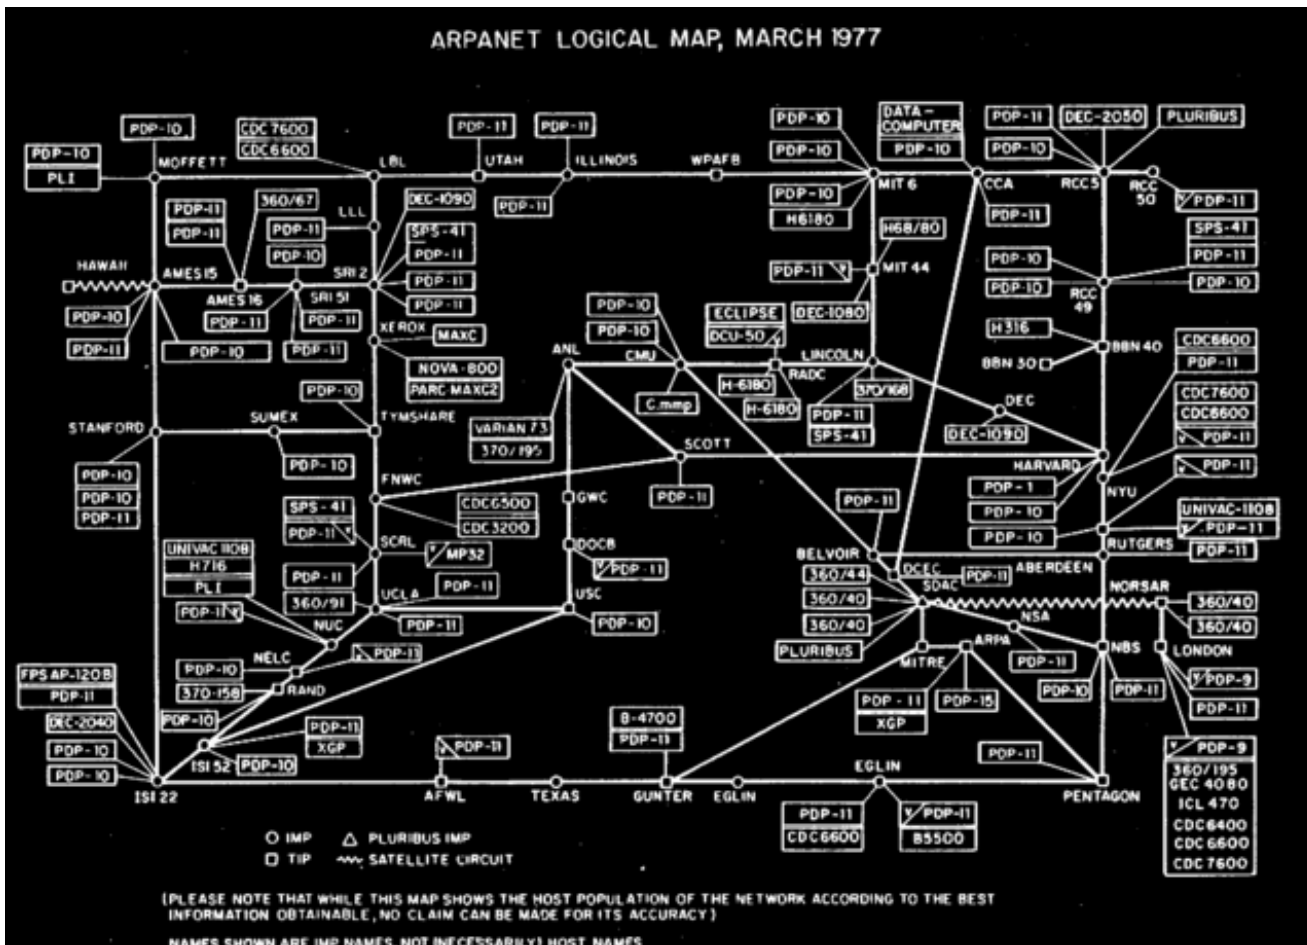 ARPANET LOGICAL MAP, MARCH 1977
PDP-10
CDC7600
CDC6600
PDP-11
PDP-11
PDP-10
PDP-10
DATA-
COMPUTER
PDP-10
PDP-11
PDP-10
DEC-2050
PLURIBUS
PDP-10
PLI
MOFFETT
LBL
UTAH
ILLINOIS
WPAFB
MIT 6
CCA
RCC5
RCC
50
PDP-11
PDP-10
H6180
PDP-11
PDP-11
PDP-11
PDP-11
360/67
LLL
PDP-11
DEC-1090
SPS-41
PDP-11
PDP-11
PDP-11
H68/80
PDP-11
MIT 44
DEC-1080
SPS-41
PDP-11
PDP-10
PDP-10
PDP-10
RCC
49
HAWAII
AMES15
AMES16
PDP-10
SRI 51
SRI 2
PDP-10
PDP-11
PDP-10
PDP-11
PDP-11
PDP-11
XEROX
MAXC
NOVA-800
PARC-MAXC2
PDP-10
PDP-10
ECLIPSE
DCU-50
ANL
CMU
RADC
LINCOLN
H316
BBN 40
BBN 30
CDC6600
PDP-11
CDC7600
CDC6600
PDP-11
PDP-11
C.mmp
H-6180
H-6180
370/168
PDP-11
SPS-41
DEC
DEC-1090
STANFORD
SUMEX
PDP-10
TYMSHARE
VARIAN 73
370/195
SCOTT
HARVARD
NYU
PDP-10
PDP-10
PDP-10
PDP-11
FNWC
CDC6500
CDC3200
GWC
PDP-11
PDP-11
PDP-1
PDP-10
PDP-10
UNIVAC-1108
PDP-11
RUTGERS
PDP-11
SPS-41
PDP-11
SCRL
MP32
PDP-11
DOCB
PDP-11
BELVOIR
DCEC
PDP-11
ABERDEEN
UNIVAC 1108
H716
PLI
PDP-11
360/91
UCLA
PDP-11
PDP-11
USC
PDP-10
360/44
360/40
360/40
PLURIBUS
SDAC
NORSAR
360/40
360/40
NUC
NELC
PDP-11
PDP-10
370-158
RAND
PDP-10
MITRE
ARPA
NSA
PDP-11
NBS
PDP-10
PDP-11
LONDON
PDP-9
PDP-11
FPS AP-120B
PDP-11
DEC-2040
PDP-10
PDP-10
PDP-11
XGP
PDP-10
ISI 52
ISI 22
PDP-11
AFWL
TEXAS
B-4700
PDP-11
GUNTER
EGLIN
EGLIN
PDP-11
XGP
PDP-15
PDP-11
PENTAGON
PDP-11
CDC6600
PDP-11
B5500
PDP-9
360/195
GEC 4080
ICL 470
CDC6400
CDC6600
CDC7600
IMP
PLURIBUS IMP
TIP
SATELLITE CIRCUIT
(PLEASE NOTE THAT WHILE THIS MAP SHOWS THE HOST POPULATION OF THE NETWORK ACCORDING TO THE BEST
INFORMATION OBTAINABLE, NO CLAIM CAN BE MADE FOR ITS ACCURACY)
NAMES SHOWN ARE IMP NAMES, NOT (NECESSARILY) HOST NAMES